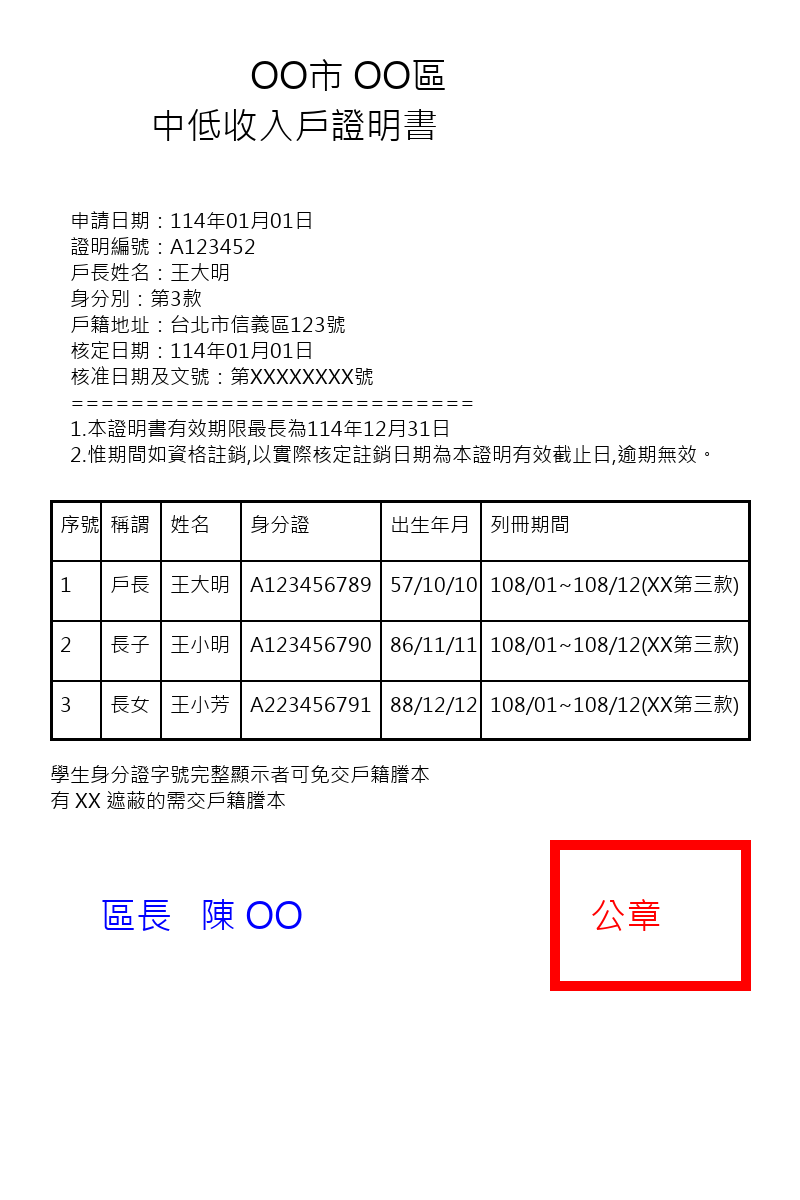 OO市 OO區
中低收入戶證明書
申請日期：114年01月01日
證明編號：A123452
戶長姓名：王大明
身分別：第3款
戶籍地址：台北市信義區123號
核定日期：114年01月01日
核准日期及文號：第XXXXXXXX號
===========================
1.本證明書有效期限最長為114年12月31日
2.惟期間如資格註銷,以實際核定註銷日期為本證明有效截止日,逾期無效。
序號 稱謂 姓名 身分證 出生年月 列冊期間
1 戶長 王大明 A123456789 57/10/10 108/01~108/12(XX第三款)
2 長子 王小明 A123456790 86/11/11 108/01~108/12(XX第三款)
3 長女 王小芳 A223456791 88/12/12 108/01~108/12(XX第三款)
學生身分證字號完整顯示者可免交戶籍謄本
有 XX 遮蔽的需交戶籍謄本
區長 陳 OO
公章